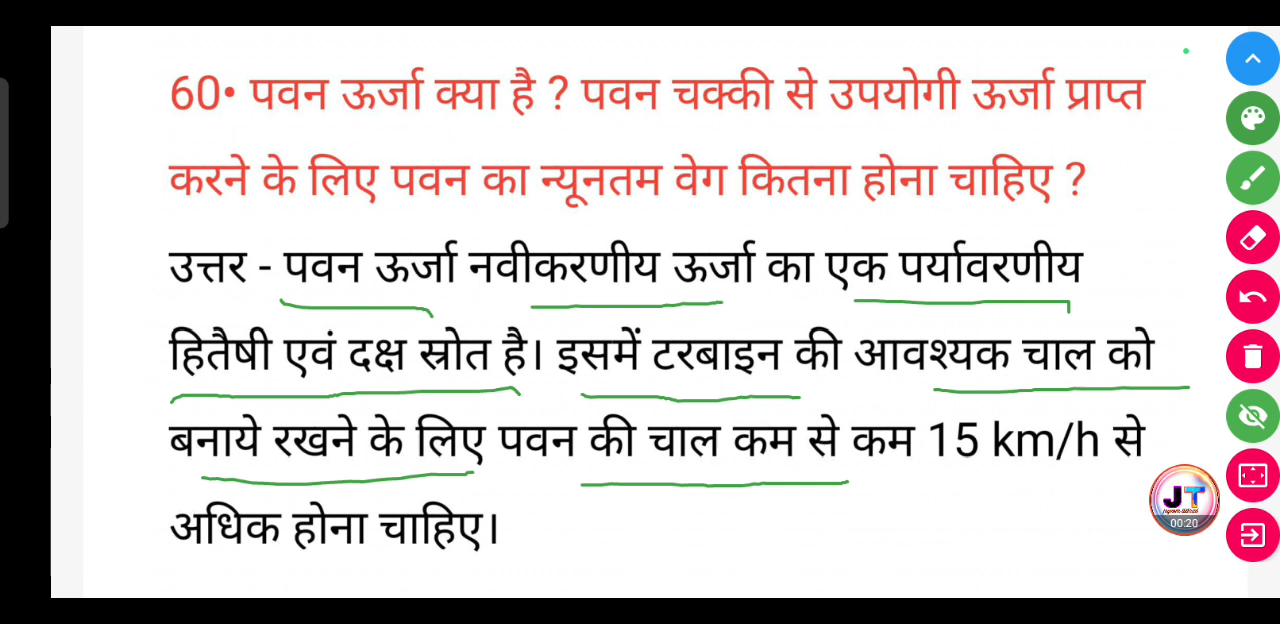 60• पवन ऊर्जा क्या है ? पवन चक्की से उपयोगी ऊर्जा प्राप्त
करने के लिए पवन का न्यूनतम वेग कितना होना चाहिए ?
उत्तर - पवन ऊर्जा नवीकरणीय ऊर्जा का एक पर्यावरणीय
हितैषी एवं दक्ष स्रोत है। इसमें टरबाइन की आवश्यक चाल को
बनाये रखने के लिए पवन की चाल कम से कम 15 km/h से
अधिक होना चाहिए।
JT
00:20